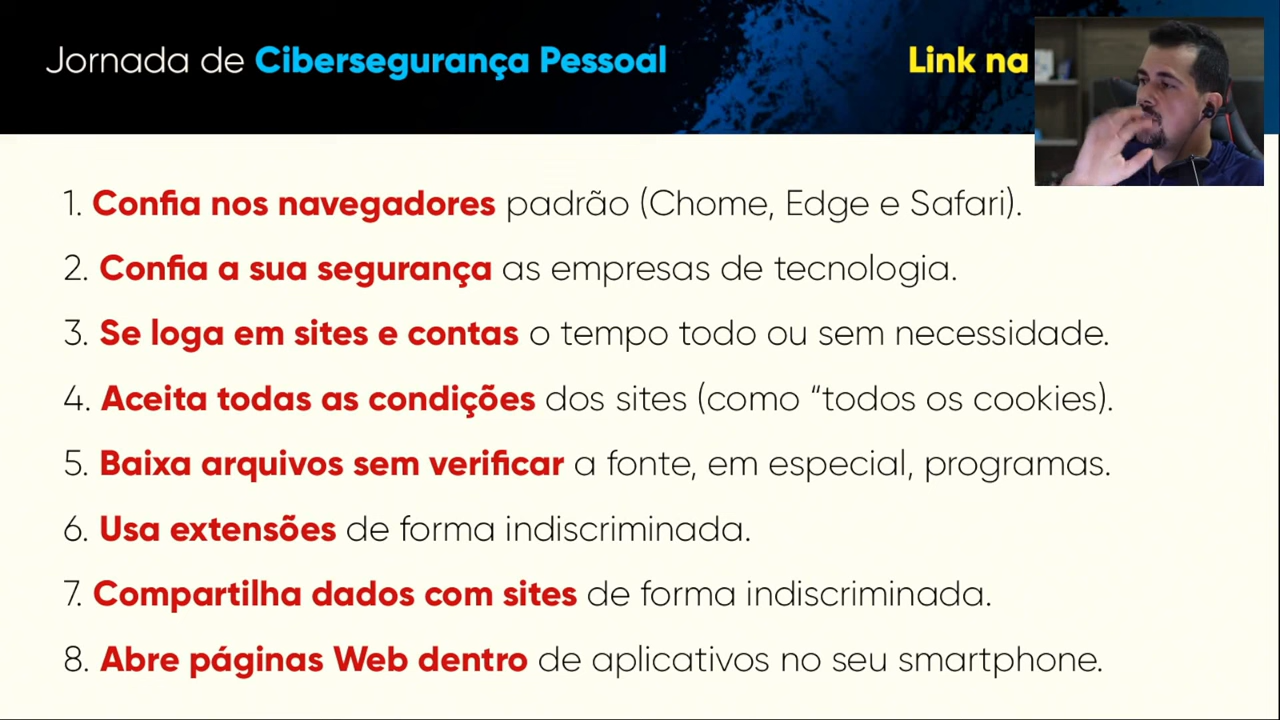 Jornada de Cibersegurança Pessoal
Link na
1. Confia nos navegadores padrão (Chome, Edge e Safari).
2. Confia a sua segurança as empresas de tecnologia.
3. Se loga em sites e contas o tempo todo ou sem necessidade.
4. Aceita todas as condições dos sites (como “todos os cookies).
5. Baixa arquivos sem verificar a fonte, em especial, programas.
6. Usa extensões de forma indiscriminada.
7. Compartilha dados com sites de forma indiscriminada.
8. Abre páginas Web dentro de aplicativos no seu smartphone.